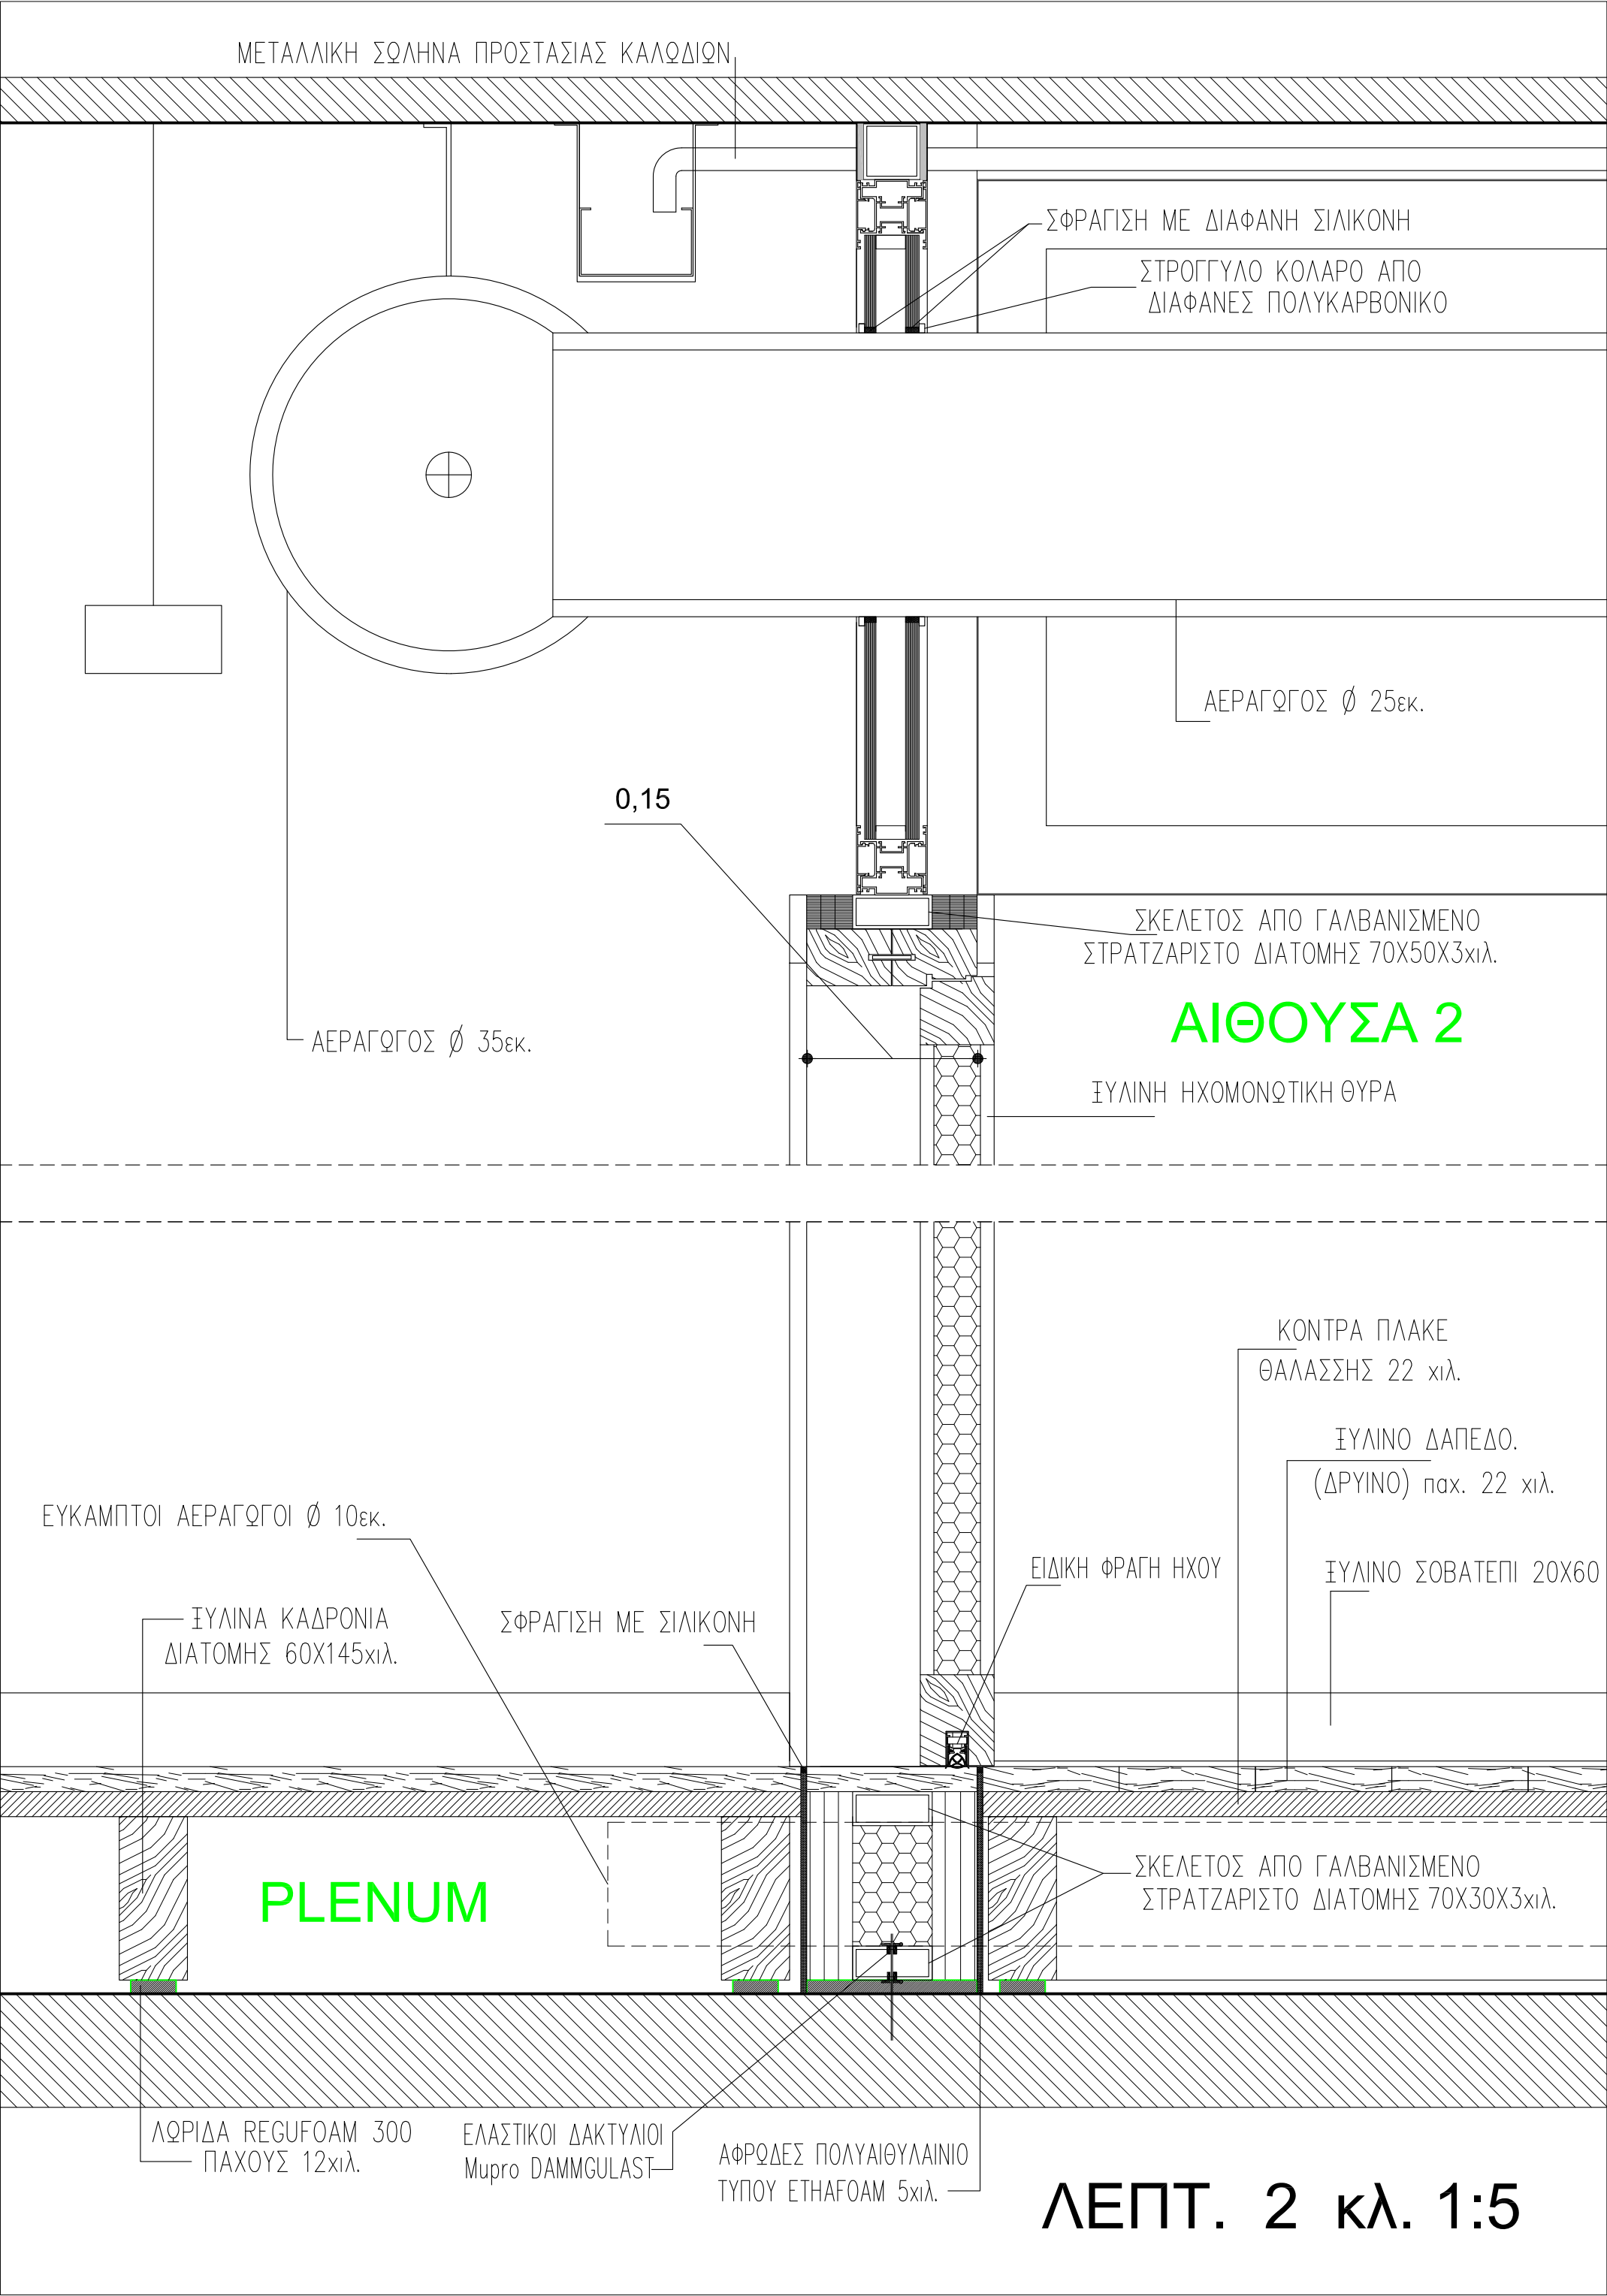 ΜΕΤΑΛΛΙΚΗ ΣΩΛΗΝΑ ΠΡΟΣΤΑΣΙΑΣ ΚΑΛΩΔΙΩΝ
ΣΦΡΑΓΙΣΗ ΜΕ ΔΙΑΦΑΝΗ ΣΙΛΙΚΟΝΗ
ΣΤΡΟΓΓΥΛΟ ΚΟΛΑΡΟ ΑΠΟ
ΔΙΑΦΑΝΕΣ ΠΟΛΥΚΑΡΒΟΝΙΚΟ
ΑΕΡΑΓΩΓΟΣ Ø 25εκ.
0,15
ΣΚΕΛΕΤΟΣ ΑΠΟ ΓΑΛΒΑΝΙΣΜΕΝΟ
ΣΤΡΑΤΖΑΡΙΣΤΟ ΔΙΑΤΟΜΗΣ 70Χ50Χ3χιλ.
ΑΙΘΟΥΣΑ 2
ΑΕΡΑΓΩΓΟΣ Ø 35εκ.
ΞΥΛΙΝΗ ΗΧΟΜΟΝΩΤΙΚΗ ΘΥΡΑ
ΚΟΝΤΡΑ ΠΛΑΚΕ
ΘΑΛΑΣΣΗΣ 22 χιλ.
ΞΥΛΙΝΟ ΔΑΠΕΔΟ.
(ΔΡΥΙΝΟ) παχ. 22 χιλ.
ΕΥΚΑΜΠΤΟΙ ΑΕΡΑΓΩΓΟΙ Ø 10εκ.
ΕΙΔΙΚΗ ΦΡΑΓΗ ΗΧΟΥ
ΞΥΛΙΝΟ ΣΟΒΑΤΕΠΙ 20Χ60
ΞΥΛΙΝΑ ΚΑΔΡΟΝΙΑ
ΔΙΑΤΟΜΗΣ 60Χ145χιλ.
ΣΦΡΑΓΙΣΗ ΜΕ ΣΙΛΙΚΟΝΗ
PLENUM
ΣΚΕΛΕΤΟΣ ΑΠΟ ΓΑΛΒΑΝΙΣΜΕΝΟ
ΣΤΡΑΤΖΑΡΙΣΤΟ ΔΙΑΤΟΜΗΣ 70Χ30Χ3χιλ.
ΛΩΡΙΔΑ REGUFOAM 300
ΠΑΧΟΥΣ 12χιλ.
ΕΛΑΣΤΙΚΟΙ ΔΑΚΤΥΛΙΟΙ
Mupro DAMMGULAST
ΑΦΡΩΔΕΣ ΠΟΛΥΑΙΘΥΛΑΙΝΙΟ
ΤΥΠΟΥ ETHAFOAM 5χιλ.
ΛΕΠΤ. 2 κλ. 1:5